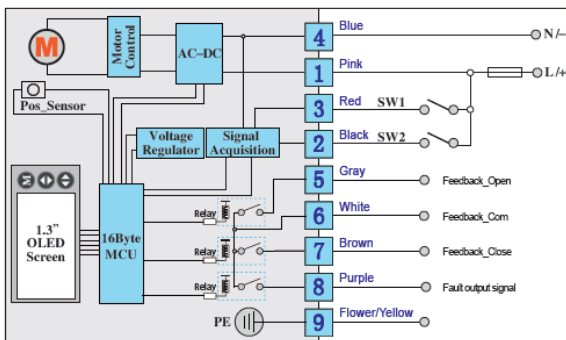 M
Motor Control
AC-DC
4 Blue N/-
1 Pink L/+
Pos_Sensor
3 Red SW1
Voltage Regulator
Signal Acquisition
2 Black SW2
M
5 Gray Feedback_Open
1.3” OLED Screen
16Byte MCU
Relay
6 White Feedback_Com
Relay
7 Brown Feedback_Close
Relay
8 Purple Fault output signal
PE
9 Flower/Yellow